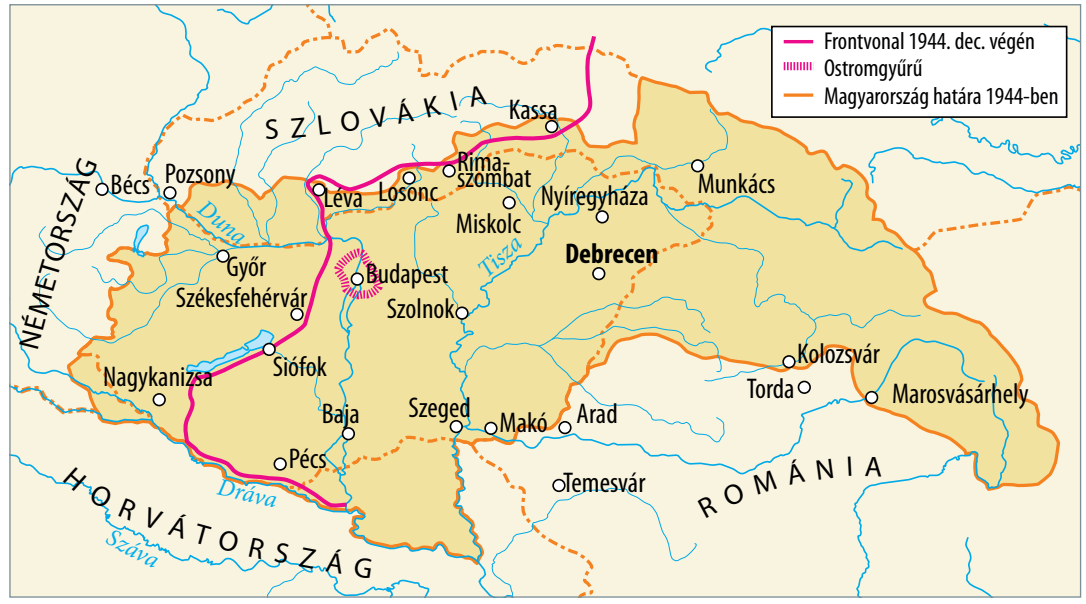 Frontvonal 1944. dec. végén
Ostromgyűrű
Magyarország határa 1944-ben
SZLOVÁKIA
Kassa
NÉMETORSZÁG
Bécs
Pozsony
Léva
Losonc
Rima-
szombat
Miskolc
Nyíregyháza
Munkács
Duna
Győr
Budapest
Tisza
Debrecen
Székesfehérvár
Szolnok
Siófok
Nagykanizsa
Kolozsvár
Torda
Marosvásárhely
Baja
Szeged
Makó
Arad
Pécs
Dráva
Temesvár
ROMÁNIA
HORVÁTORSZÁG
Száva